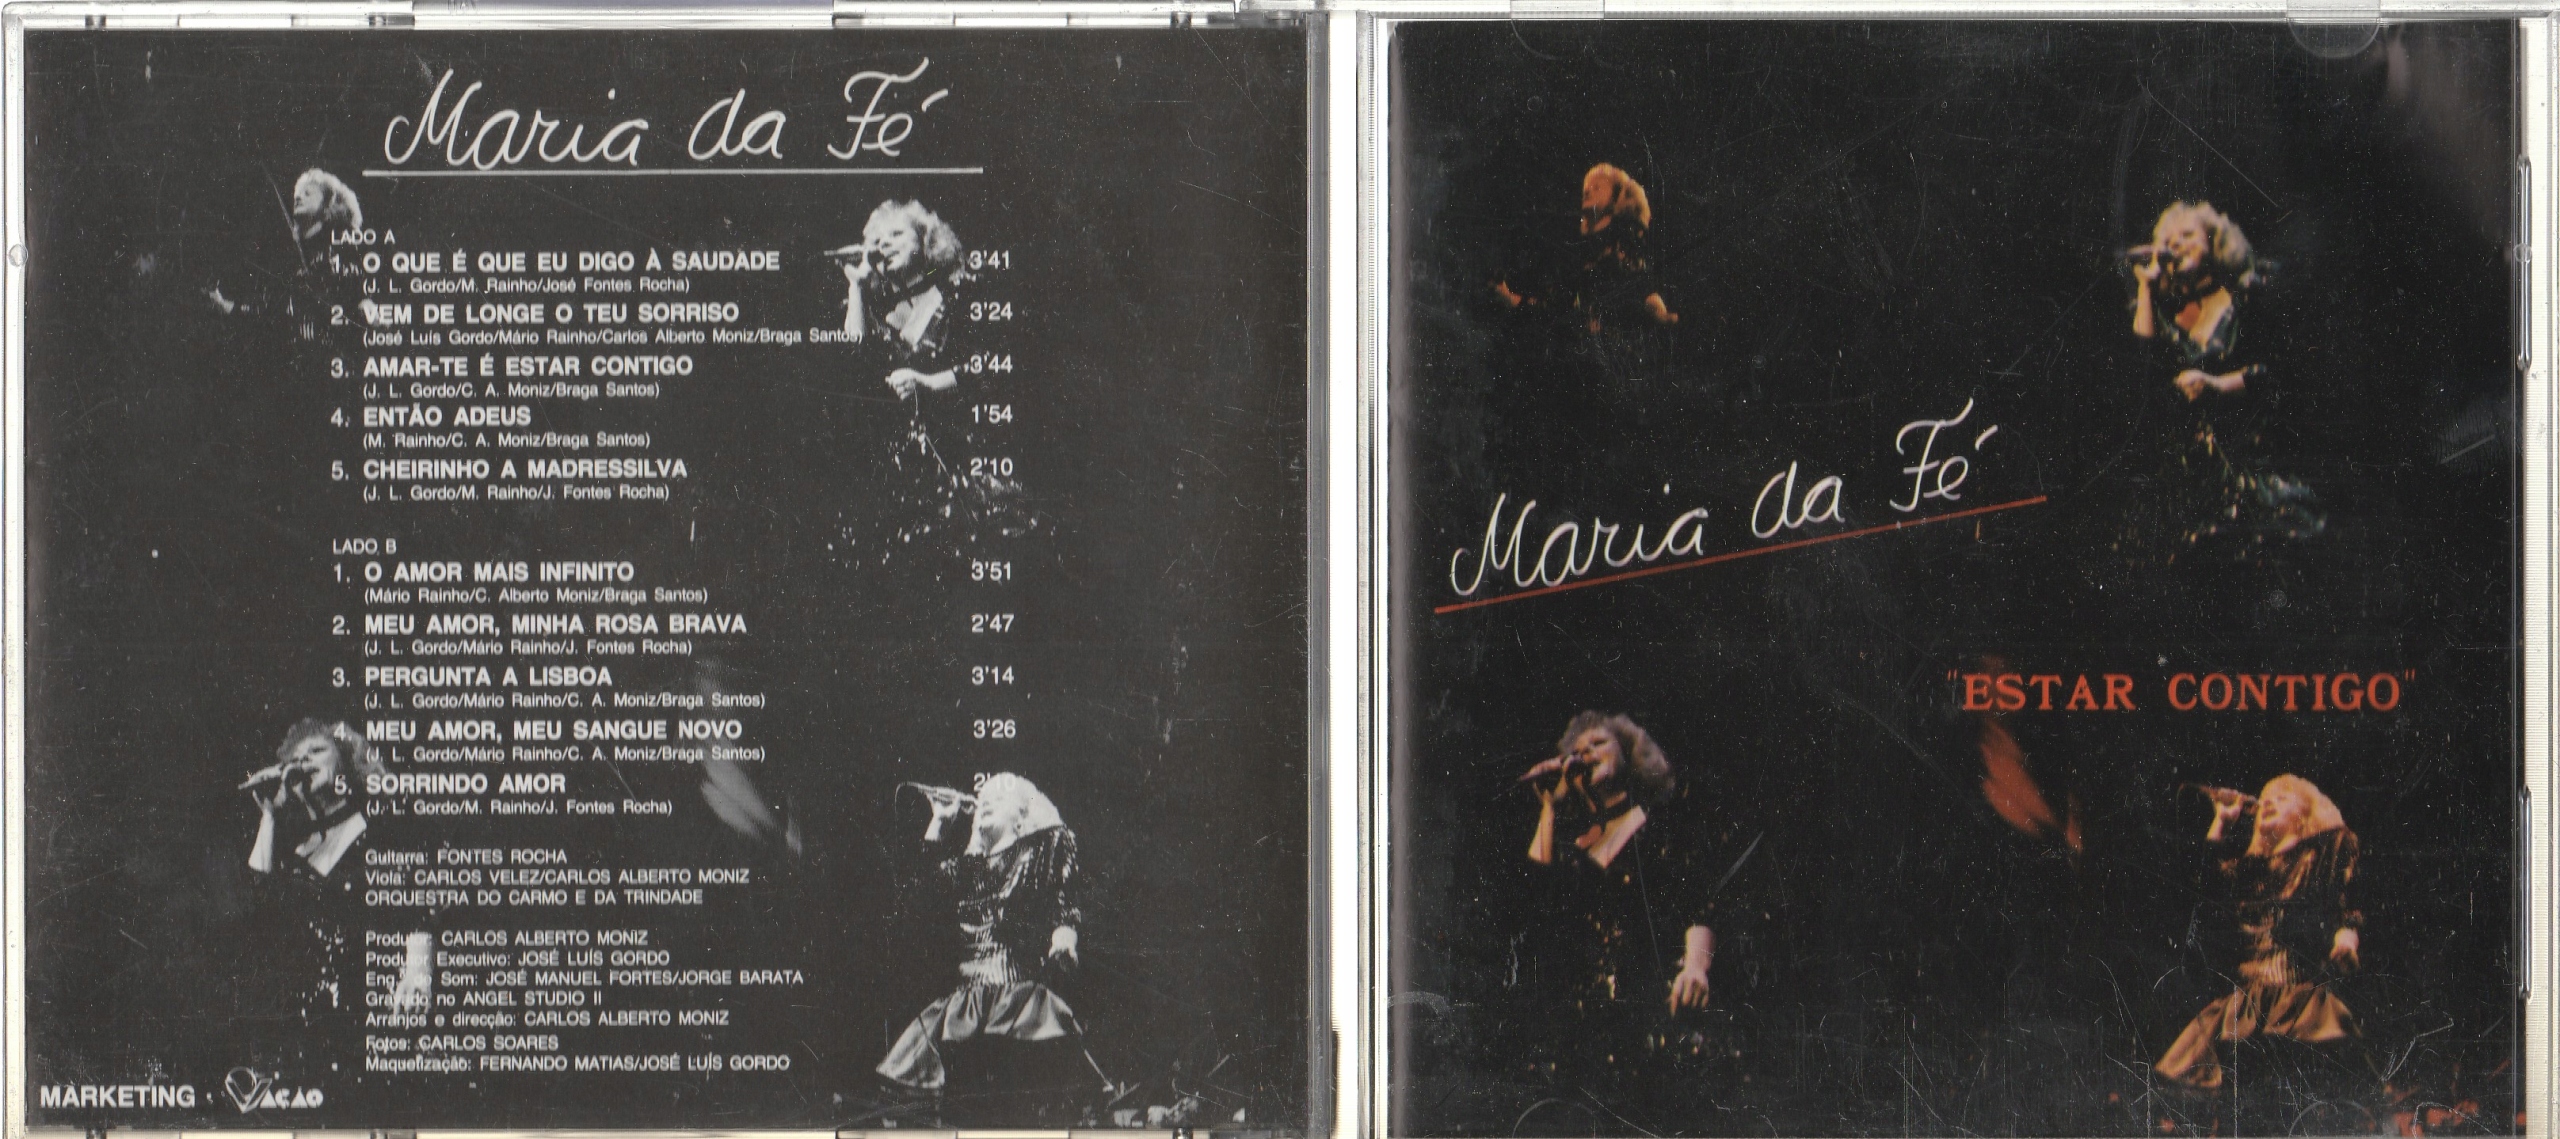 Maria da Fé
LADO A
1. O QUE É QUE EU DIGO À SAUDADE 3'41
(J. L. Gordo/M. Rainho/José Fontes Rocha)
2. VEM DE LONGE O TEU SORRISO 3'24
(José Luís Gordo/Mário Rainho/Carlos Alberto Moniz/Braga Santos)
3. AMAR-TE É ESTAR CONTIGO 3'44
(J. L. Gordo/C. A. Moniz/Braga Santos)
4. ENTÃO ADEUS 1'54
(M. Rainho/C. A. Moniz/Braga Santos)
5. CHEIRINHO A MADRESSILVA 2'10
(J. L. Gordo/M. Rainho/J. Fontes Rocha)
LADO B
1. O AMOR MAIS INFINITO 3'51
(Mário Rainho/C. Alberto Moniz/Braga Santos)
2. MEU AMOR, MINHA ROSA BRAVA 2'47
(J. L. Gordo/Mário Rainho/J. Fontes Rocha)
3. PERGUNTA A LISBOA 3'14
(J. L. Gordo/Mário Rainho/C. A. Moniz/Braga Santos)
4. MEU AMOR, MEU SANGUE NOVO 3'26
(J. L. Gordo/Mário Rainho/C. A. Moniz/Braga Santos)
5. SORRINDO AMOR
(J. L. Gordo/M. Rainho/J. Fontes Rocha)
Guitarra: FONTES ROCHA
Viola: CARLOS VELEZ/CARLOS ALBERTO MONIZ
ORQUESTRA DO CARMO E DA TRINDADE
Produtor: CARLOS ALBERTO MONIZ
Produtor Executivo: JOSÉ LUÍS GORDO
Eng.º do Som: JOSÉ MANUEL FORTES/JORGE BARATA
Gravado no ANGEL STUDIO II
Arranjos e direcção: CARLOS ALBERTO MONIZ
Fotos: CARLOS SOARES
Maquetização: FERNANDO MATIAS/JOSÉ LUÍS GORDO
MARKETING
Maria da Fé
"ESTAR CONTIGO"